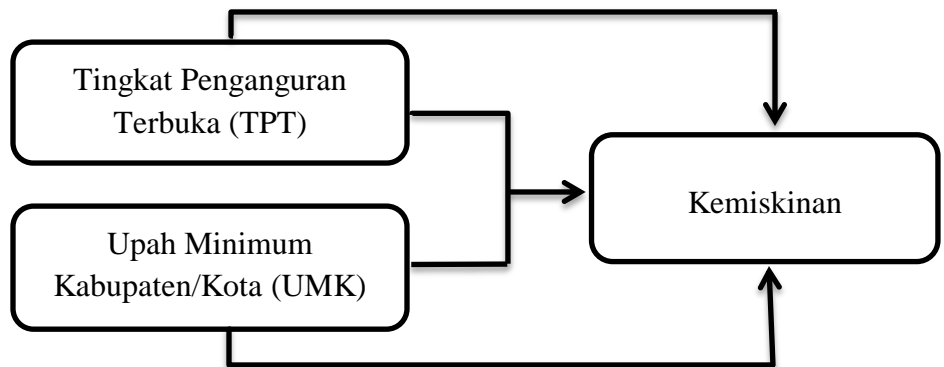 Tingkat Penganguran
Terbuka (TPT)
Upah Minimum
Kabupaten/Kota (UMK)
Kemiskinan